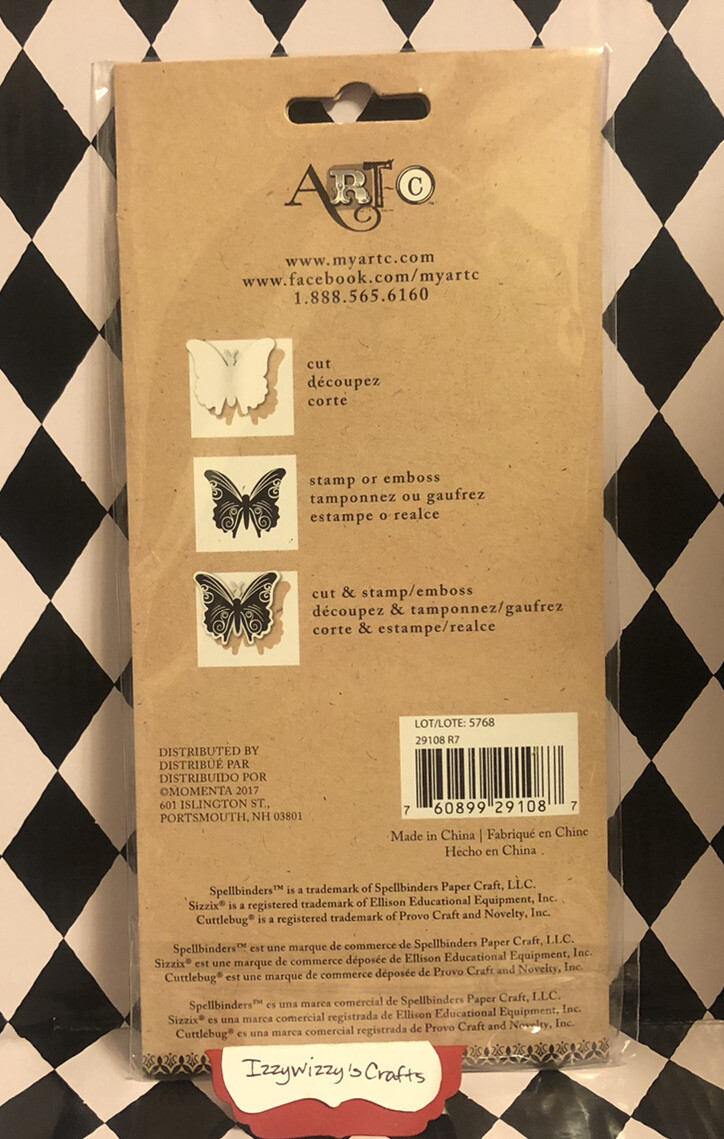 ART-C
www.myartc.com
www.facebook.com/myartc
1.888.565.6160
cut
découpez
corte
stamp or emboss
tamponnez ou gaufrez
estampe o realce
cut & stamp/emboss
découpez & tamponnez/gaufrez
corte & estampe/realce
DISTRIBUTED BY
DISTRIBUÉ PAR
DISTRIBUIDO POR
©MOMENTA 2017
601 ISLINGTON ST.,
PORTSMOUTH, NH 03801
LOT/LOTE: 5768
29108 R7
7 60899 29108 7
Made in China | Fabriqué en Chine
Hecho en China
Spellbinders™ is a trademark of Spellbinders Paper Craft, LLC.
Sizzix® is a registered trademark of Ellison Educational Equipment, Inc.
Cuttlebug® is a registered trademark of Provo Craft and Novelty, Inc.
Spellbinders™ est une marque de commerce de Spellbinders Paper Craft, LLC.
Sizzix® est une marque de commerce déposée de Ellison Educational Equipment, Inc.
Cuttlebug® est une marque de commerce déposée de Provo Craft and Novelty, Inc.
Spellbinders™ es una marca comercial de Spellbinders Paper Craft, LLC.
Sizzix® es una marca comercial registrada de Ellison Educational Equipment, Inc.
Cuttlebug® es una marca comercial registrada de Provo Craft and Novelty, Inc.
Izzywizzy's Crafts